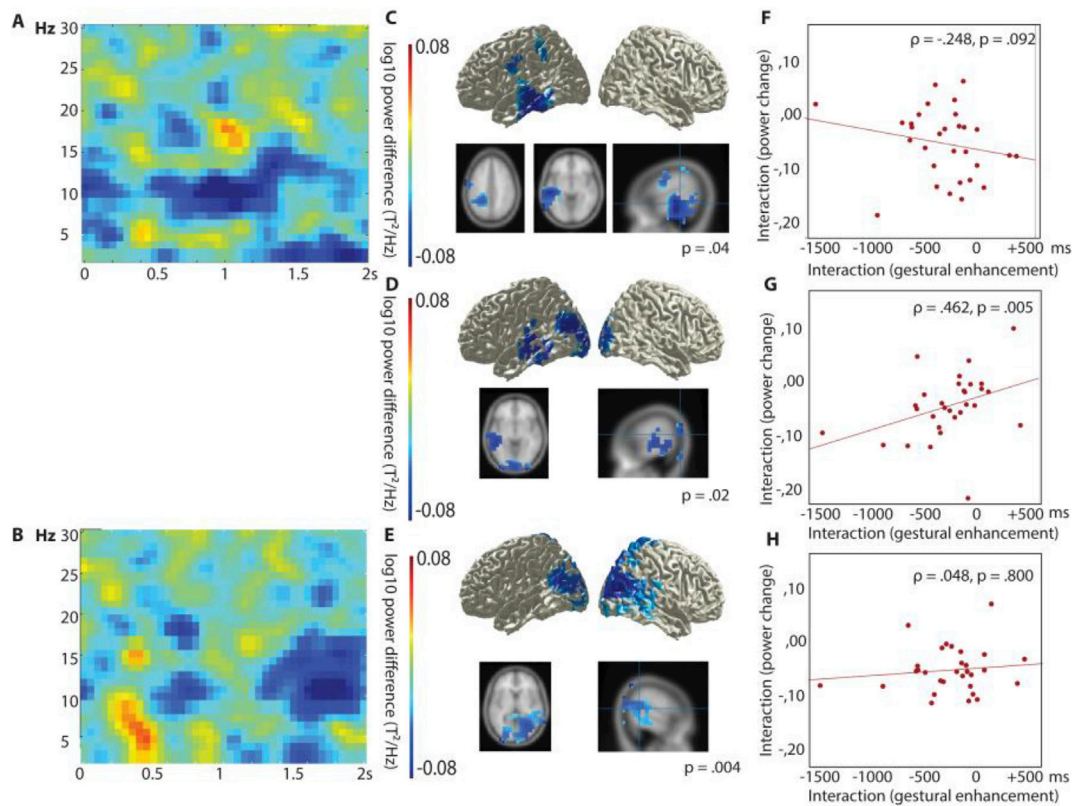 A
Hz
30
25
20
15
10
5
0
0.5
1
1.5
2s
log10 power difference (T²/Hz)
0.08
-0.08
C
p = .04
F
ρ = -.248, p = .092
Interaction (power change)
,10
,00
-,10
-,20
-1500 -1000 -500 0 +500 ms
Interaction (gestural enhancement)
D
log10 power difference (T²/Hz)
0.08
-0.08
p = .02
G
ρ = .462, p = .005
Interaction (power change)
,10
,00
-,10
-,20
-1500 -1000 -500 0 +500 ms
Interaction (gestural enhancement)
B
Hz
30
25
20
15
10
5
0
0.5
1
1.5
2s
E
log10 power difference (T²/Hz)
0.08
-0.08
p = .004
H
ρ = .048, p = .800
Interaction (power change)
,10
,00
-,10
-,20
-1500 -1000 -500 0 +500 ms
Interaction (gestural enhancement)